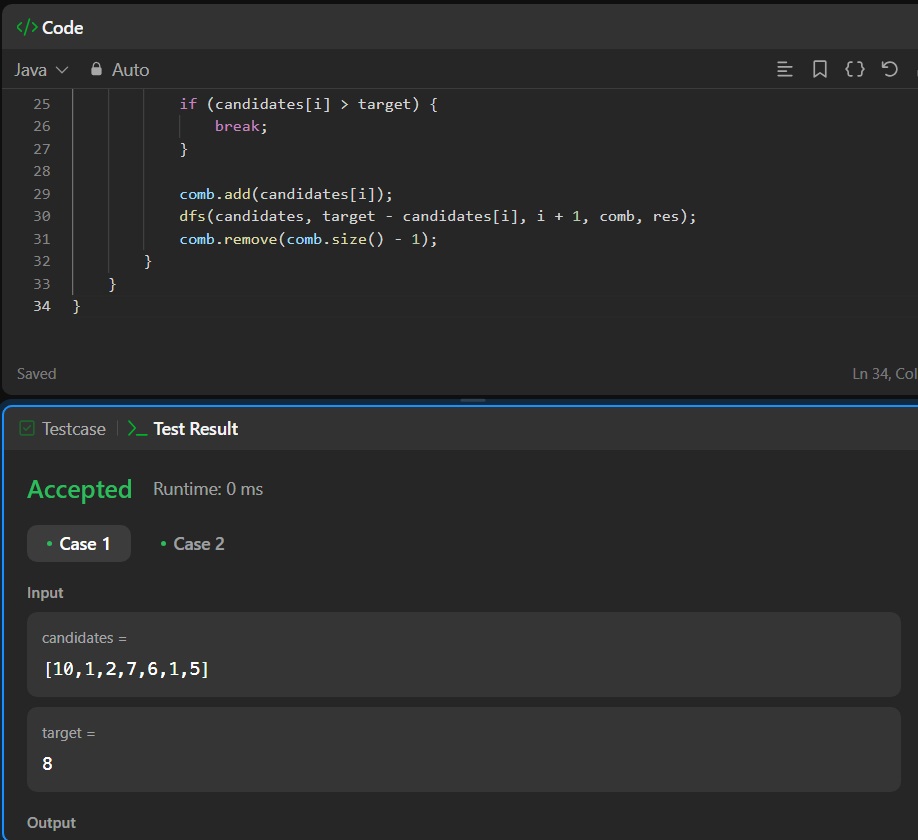 </> Code
Java Auto
25 if (candidates[i] > target) {
26 break;
27 }
28
29 comb.add(candidates[i]);
30 dfs(candidates, target - candidates[i], i + 1, comb, res);
31 comb.remove(comb.size() - 1);
32 }
33 }
34 }
Saved Ln 34, Col
Testcase | >_ Test Result
Accepted Runtime: 0 ms
• Case 1 • Case 2
Input
candidates =
[10,1,2,7,6,1,5]
target =
8
Output